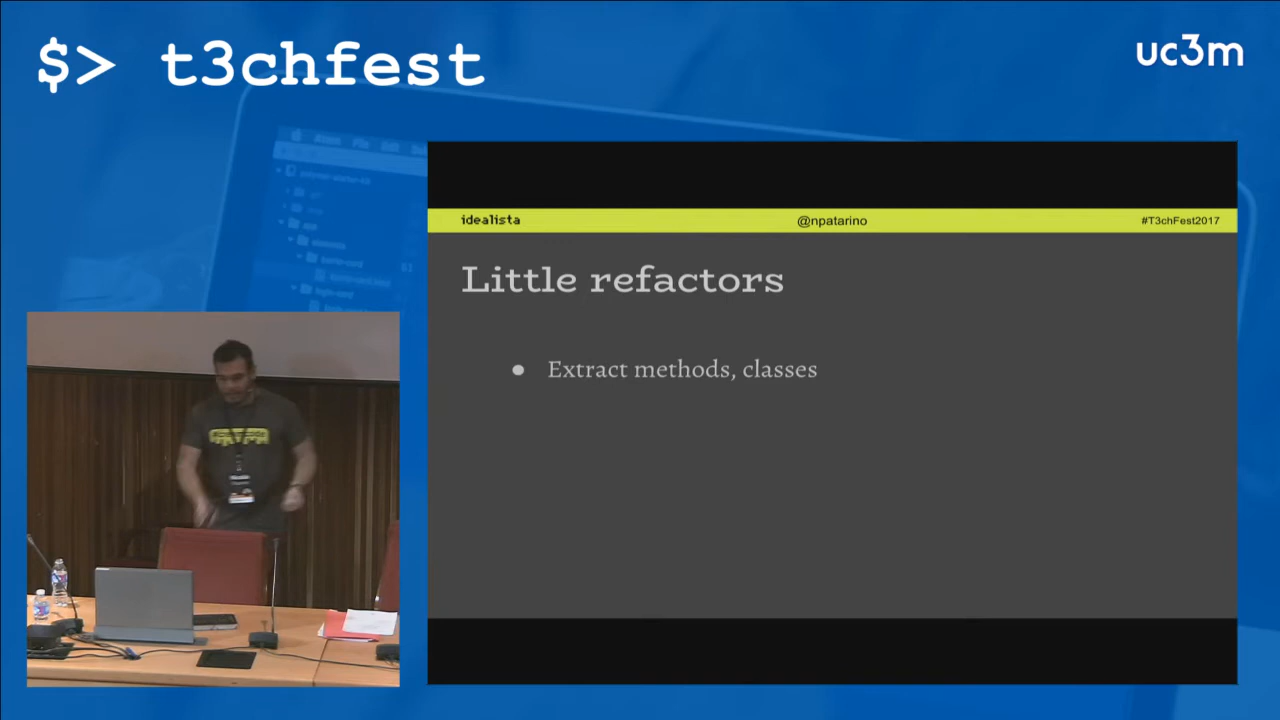 $> t3chfest
uc3m
idealista
@npatarino
#T3chFest2017
Little refactors
● Extract methods, classes